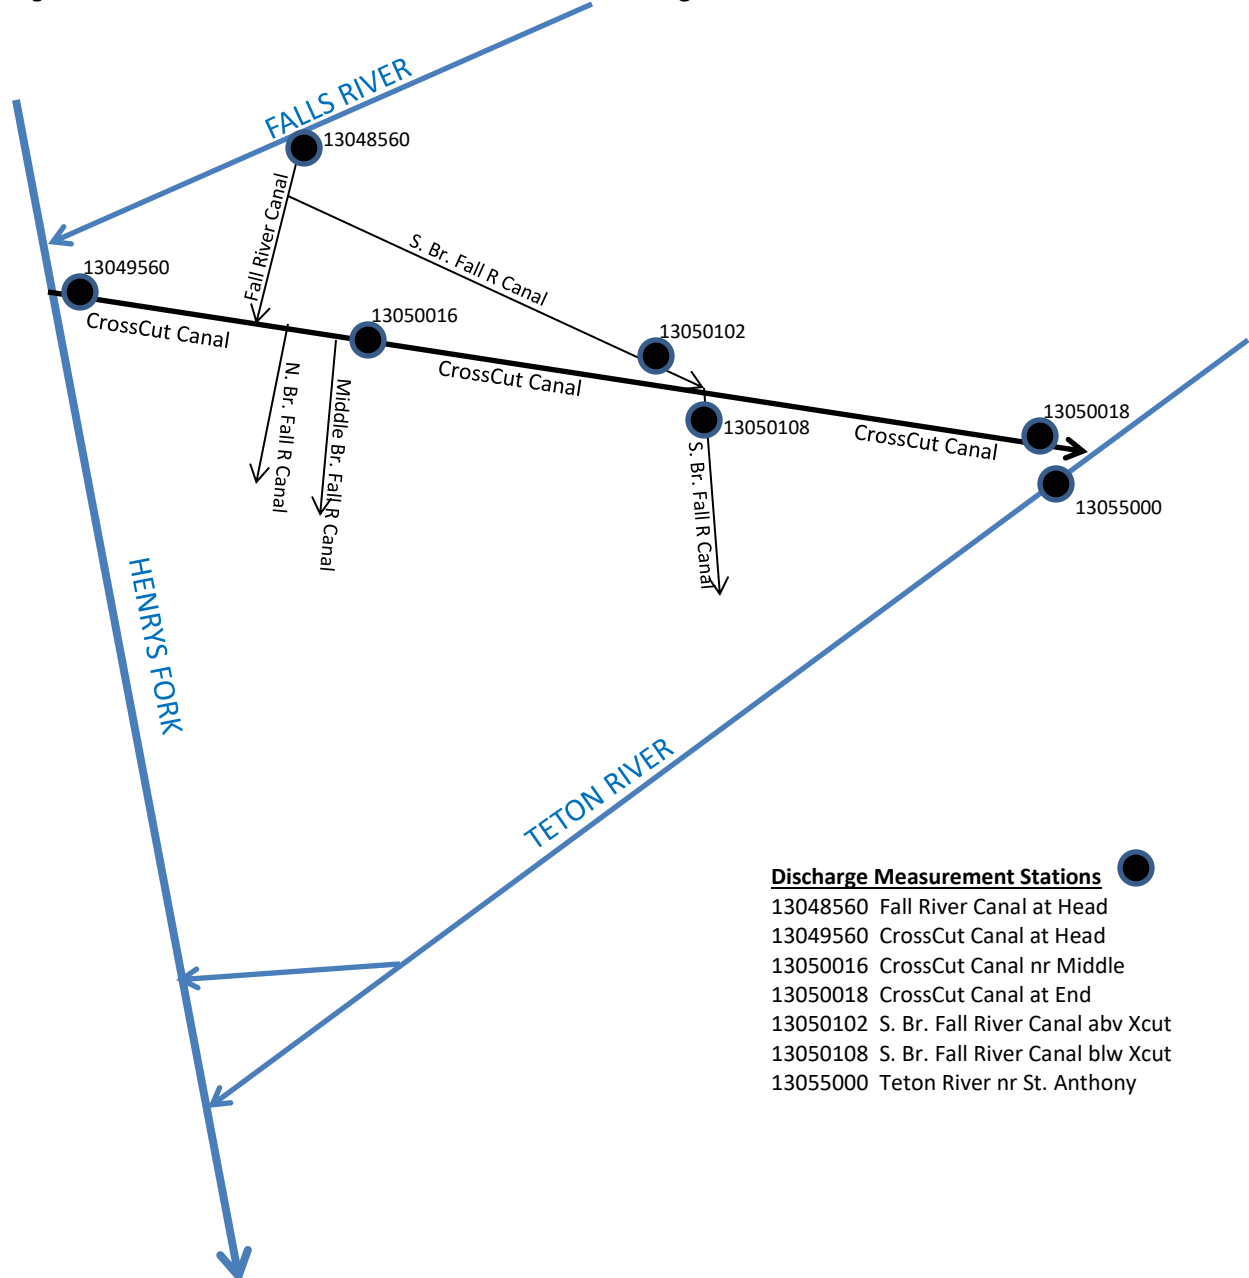 FALLS RIVER
13048560
Fall River Canal
S. Br. Fall R Canal
13049560
CrossCut Canal
13050016
13050102
CrossCut Canal
N. Br. Fall R Canal
Middle Br. Fall R Canal
13050108
13050018
CrossCut Canal
S. Br. Fall R Canal
13055000
HENRYS FORK
TETON RIVER
Discharge Measurement Stations
13048560 Fall River Canal at Head
13049560 CrossCut Canal at Head
13050016 CrossCut Canal nr Middle
13050018 CrossCut Canal at End
13050102 S. Br. Fall River Canal abv Xcut
13050108 S. Br. Fall River Canal blw Xcut
13055000 Teton River nr St. Anthony